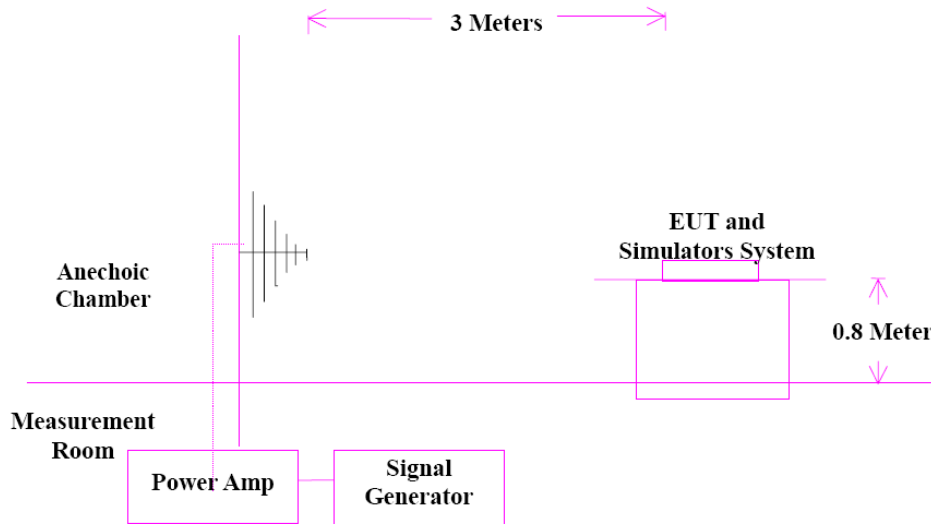 3 Meters
EUT and
Simulators System
Anechoic
Chamber
0.8 Meter
Measurement
Room
Power Amp
Signal
Generator